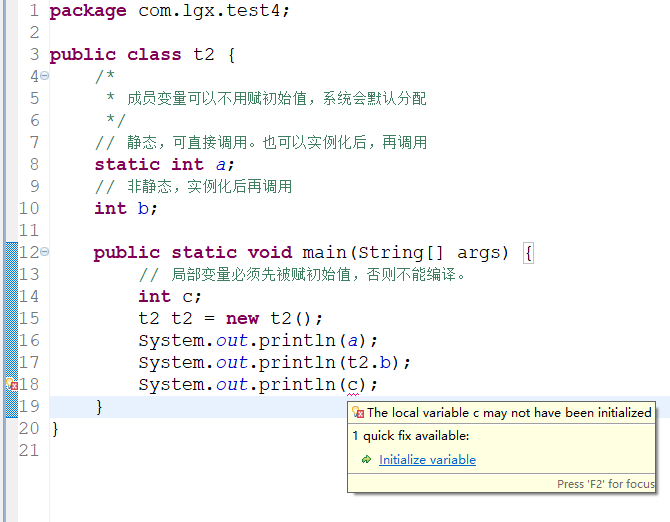 1 package com.lgx.test4;
2
3 public class t2 {
4 /*
5 * 成员变量可以不用赋初始值，系统会默认分配
6 */
7 // 静态，可直接调用。也可以实例化后，再调用
8 static int a;
9 // 非静态，实例化后再调用
10 int b;
11
12 public static void main(String[] args) {
13 // 局部变量必须先被赋初始值，否则不能编译。
14 int c;
15 t2 t2 = new t2();
16 System.out.println(a);
17 System.out.println(t2.b);
18 System.out.println(c);
19 }
20 }
21
The local variable c may not have been initialized
1 quick fix available:
Initialize variable
Press 'F2' for focus